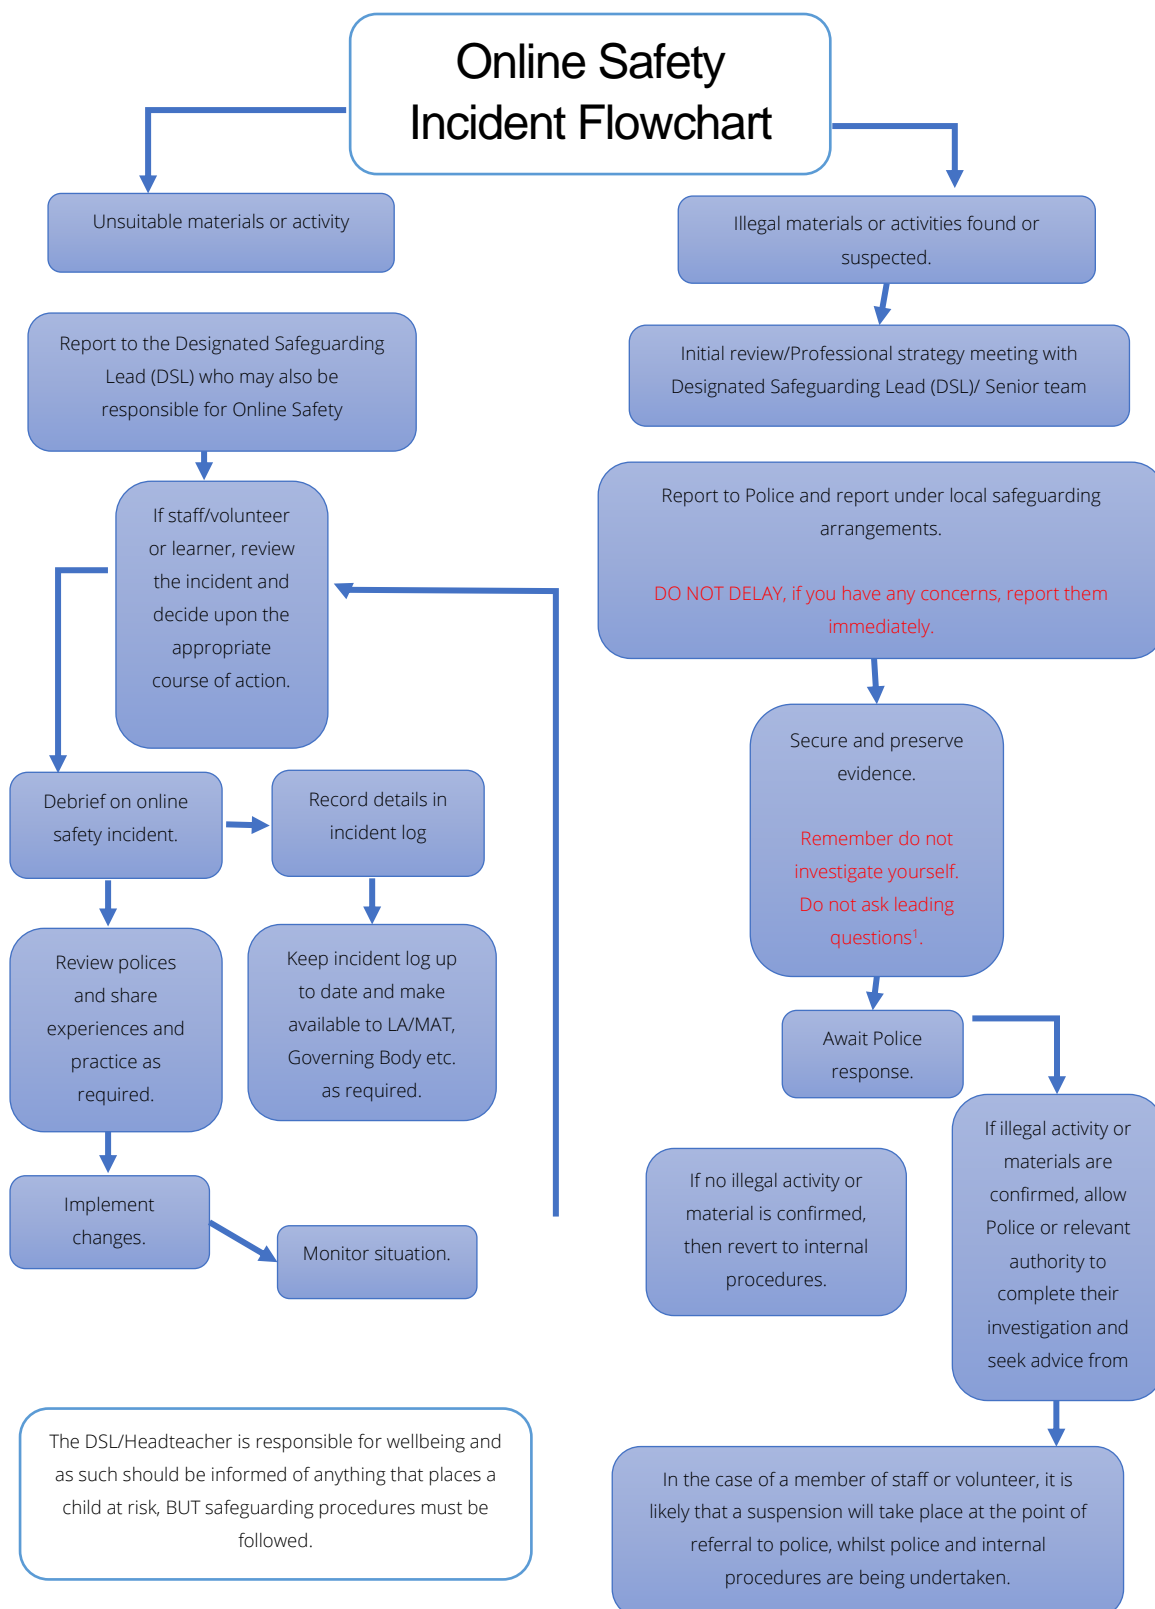 Online Safety
Incident Flowchart
Unsuitable materials or activity
Report to the Designated Safeguarding
Lead (DSL) who may also be
responsible for Online Safety
If staff/volunteer
or learner, review
the incident and
decide upon the
appropriate
course of action.
Debrief on online
safety incident.
Record details in
incident log
Review polices
and share
experiences and
practice as
required.
Keep incident log up
to date and make
available to LA/MAT,
Governing Body etc.
as required.
Implement
changes.
Monitor situation.
The DSL/Headteacher is responsible for wellbeing and
as such should be informed of anything that places a
child at risk, BUT safeguarding procedures must be
followed.
Illegal materials or activities found or
suspected.
Initial review/Professional strategy meeting with
Designated Safeguarding Lead (DSL)/ Senior team
Report to Police and report under local safeguarding
arrangements.
DO NOT DELAY, if you have any concerns, report them
immediately.
Secure and preserve
evidence.
Remember do not
investigate yourself.
Do not ask leading
questions¹.
Await Police
response.
If no illegal activity or
material is confirmed,
then revert to internal
procedures.
If illegal activity or
materials are
confirmed, allow
Police or relevant
authority to
complete their
investigation and
seek advice from
In the case of a member of staff or volunteer, it is
likely that a suspension will take place at the point of
referral to police, whilst police and internal
procedures are being undertaken.